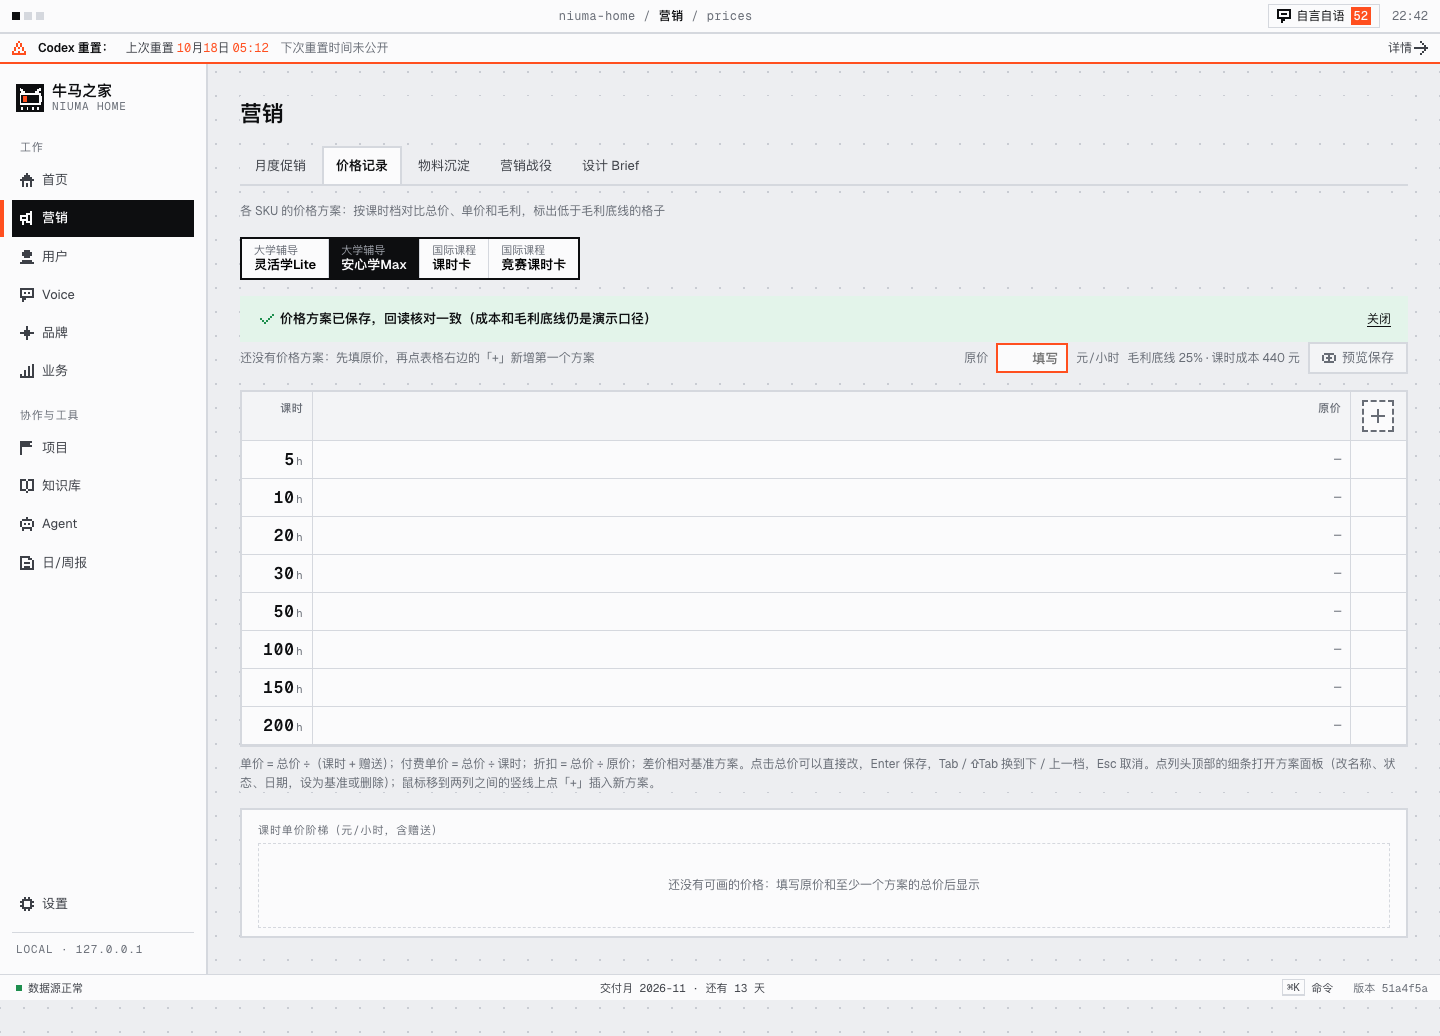 niuma-home / 营销 / prices
自言自语 52
22:42
Codex 重置： 上次重置 10月18日 05:12 下次重置时间未公开
详情
牛马之家
NIUMA HOME
工作
首页
营销
用户
Voice
品牌
业务
协作与工具
项目
知识库
Agent
日/周报
设置
LOCAL · 127.0.0.1
营销
月度促销 价格记录 物料沉淀 营销战役 设计 Brief
各 SKU 的价格方案：按课时档对比总价、单价和毛利，标出低于毛利底线的格子
大学辅导 大学辅导 国际课程 国际课程
灵活学Lite 安心学Max 课时卡 竞赛课时卡
价格方案已保存，回读核对一致（成本和毛利底线仍是演示口径） 关闭
还没有价格方案：先填原价，再点表格右边的「+」新增第一个方案 原价 填写 元/小时 毛利底线 25% · 课时成本 440 元 预览保存
课时 原价 +
5 h —
10 h —
20 h —
30 h —
50 h —
100 h —
150 h —
200 h —
单价 = 总价 ÷（课时 + 赠送）；付费单价 = 总价 ÷ 课时；折扣 = 总价 ÷ 原价；差价相对基准方案。点击总价可以直接改，Enter 保存，Tab / ⇧Tab 换到下 / 上一档，Esc 取消。点列头顶部的细条打开方案面板（改名称、状
态、日期，设为基准或删除）；鼠标移到两列之间的竖线上点「+」插入新方案。
课时单价阶梯（元/小时，含赠送）
还没有可画的价格：填写原价和至少一个方案的总价后显示
数据源正常
交付月 2026-11 · 还有 13 天
⌘K 命令 版本 51a4f5a